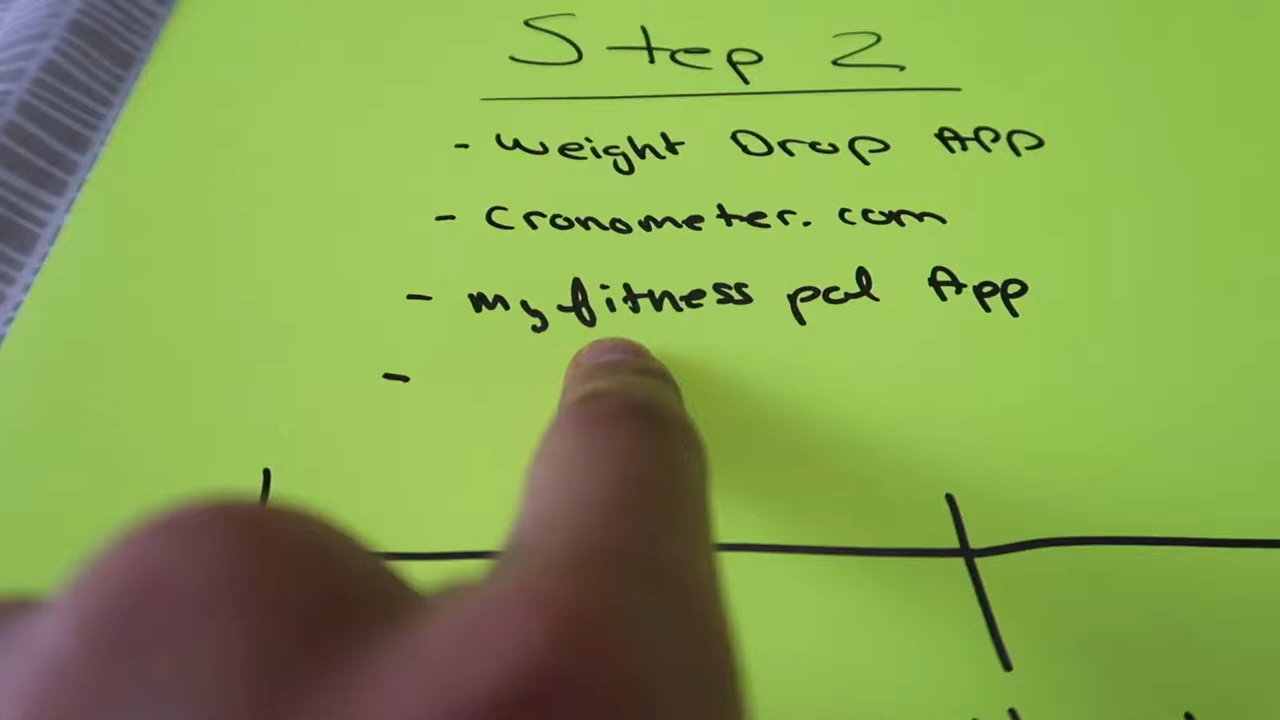 Step 2
- Weight Drop App
- Cronometer.com
- myfitness pal App
-